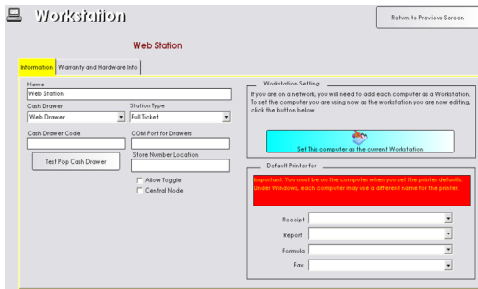 Workstation
Return to Previous Screen
Web Station
Information
Warranty and Hardware Info
Name
Web Station
Cash Drawer
Station Type
Web Drawer
Full Ticket
Cash Drawer Code
COM Port for Drawers
Test Pop Cash Drawer
Store Number Location
Allow Toggle
Central Node
Workstation Setting
If you are on a network, you will need to add each computer as a Workstation.
To set the computer you are using now as the workstation you are now editing,
click the button below
Set This computer as the current Workstation
Default Printer for
Important: You must be on the computer when you set the printer defaults.
Under Windows, each computer may use a different name for the printer.
Receipt
Report
Formula
Fax